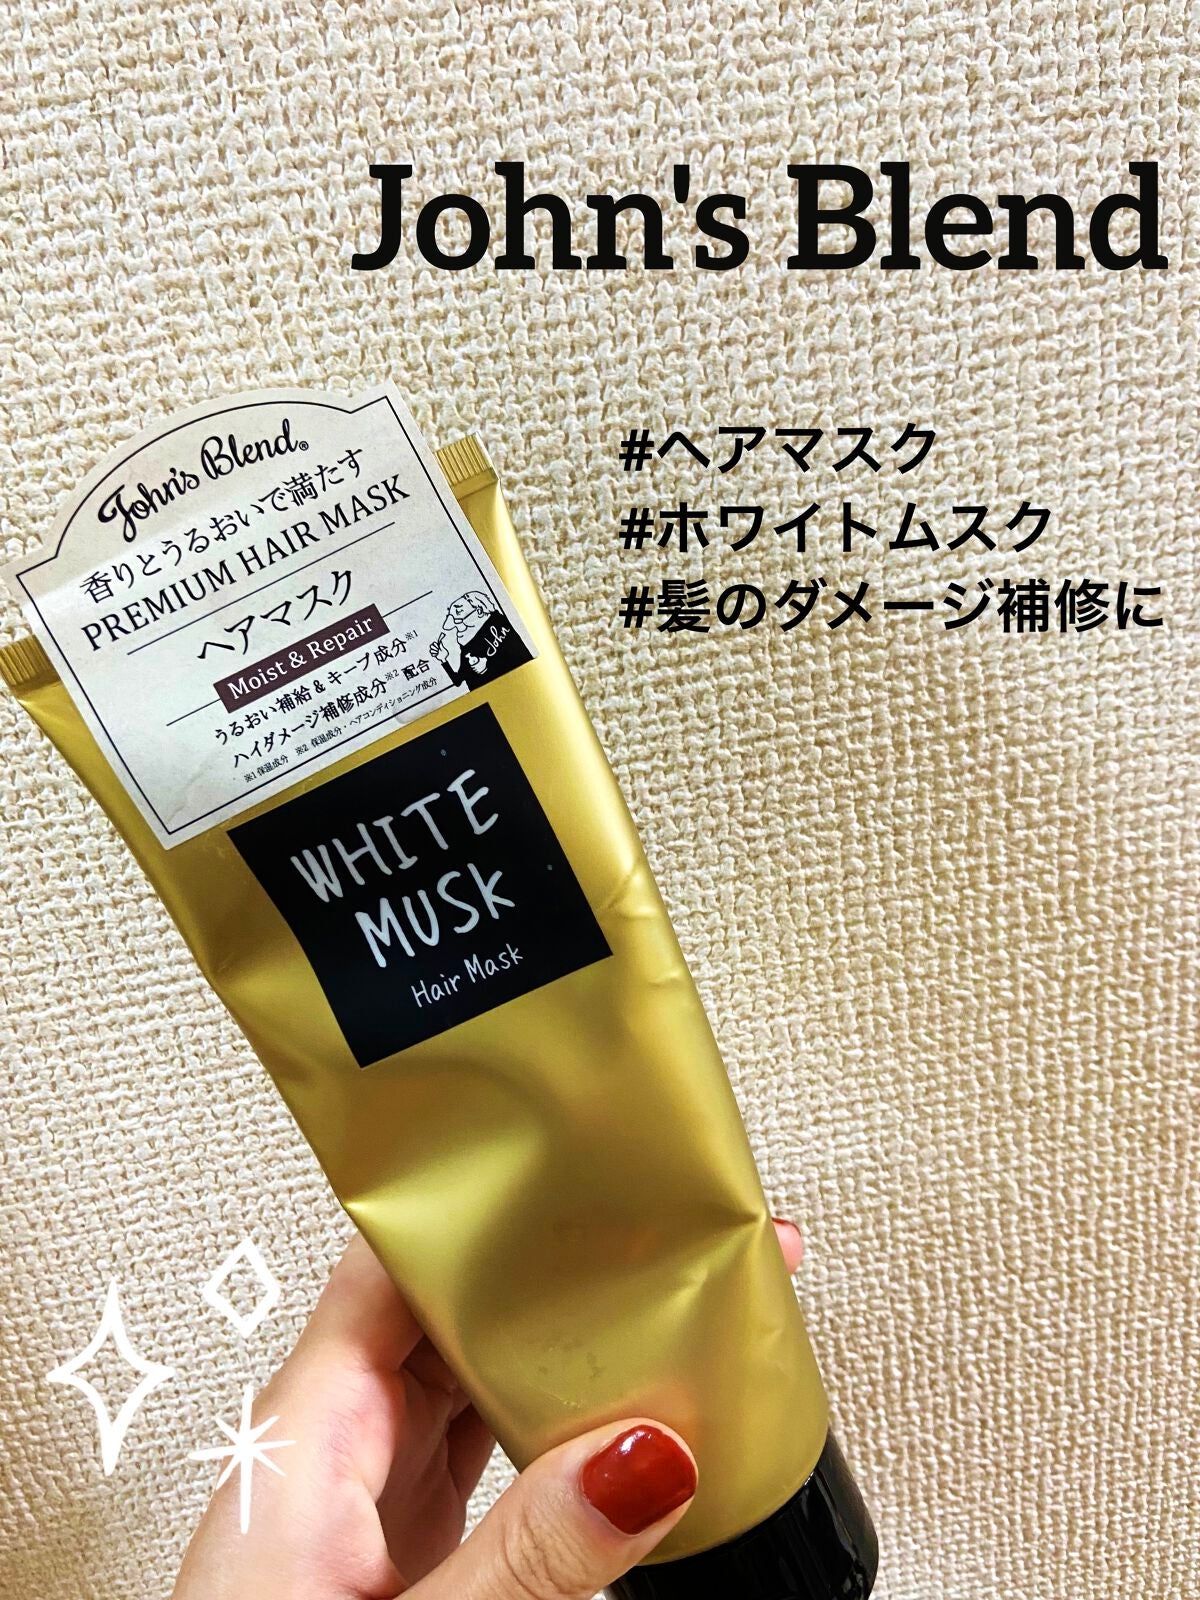 John's Blend
#ヘアマスク
#ホワイトムスク
#髪のダメージ補修に
John's Blend®
香りとうるおいで満たす
PREMIUM HAIR MASK
ヘアマスク
Moist & Repair
うるおい補給 & キープ成分※1
ハイダメージ補修成分※2 配合
※1 保湿成分 ※2 保湿成分・ヘアコンディショニング成分
John
WHITE
MUSK
Hair Mask